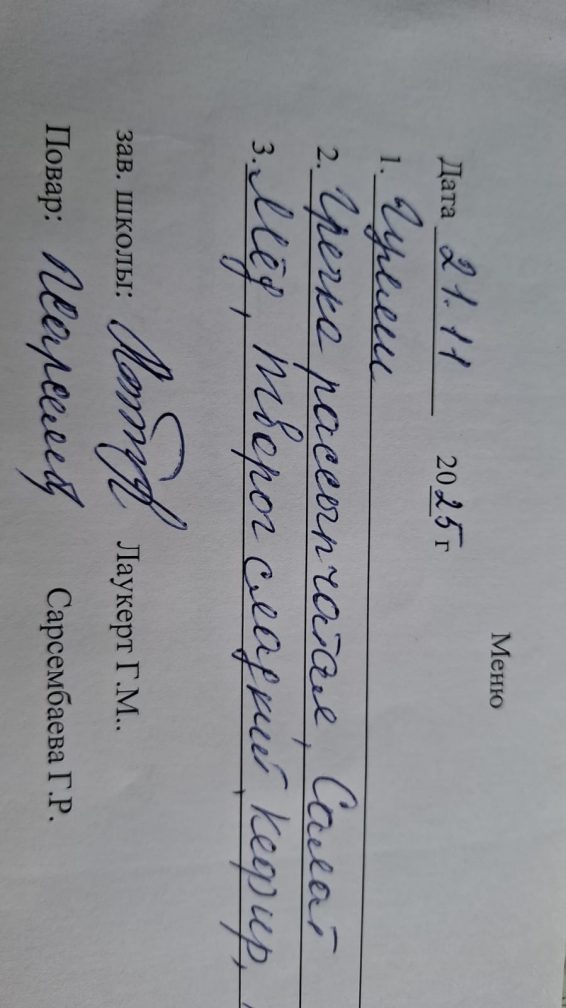 Меню
Дата 21.11 2025 г
1. Гуляш
2. Гречка рассыпчатая, Салат
3. Мёд, творог сладкий, кефир,
зав. школы: Лаукерт Г.М..
Повар: Сарсембаева Г.Р.